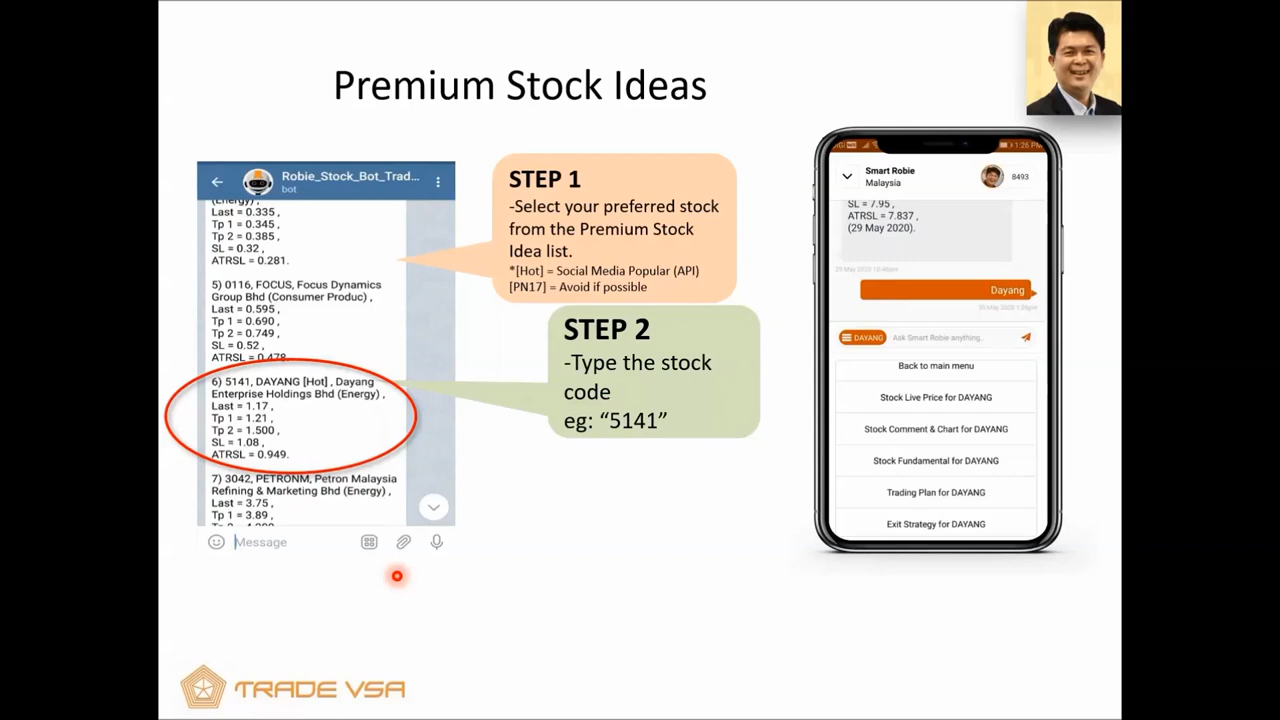 Premium Stock Ideas
Robie_Stock_Bot_Trad...
bot
(Energy) ,
Last = 0.335 ,
Tp 1 = 0.345 ,
Tp 2 = 0.385 ,
SL = 0.32 ,
ATRSL = 0.281.
5) 0116, FOCUS, Focus Dynamics
Group Bhd (Consumer Produc) ,
Last = 0.595 ,
Tp 1 = 0.690 ,
Tp 2 = 0.749 ,
SL = 0.52 ,
ATRSL = 0.478.
6) 5141, DAYANG [Hot] , Dayang
Enterprise Holdings Bhd (Energy) ,
Last = 1.17 ,
Tp 1 = 1.21 ,
Tp 2 = 1.500 ,
SL = 1.08 ,
ATRSL = 0.949.
7) 3042, PETRONM, Petron Malaysia
Refining & Marketing Bhd (Energy) ,
Last = 3.75 ,
Tp 1 = 3.89 ,
Message
STEP 1
-Select your preferred stock
from the Premium Stock
Idea list.
*[Hot] = Social Media Popular (API)
[PN17] = Avoid if possible
STEP 2
-Type the stock
code
eg: “5141”
1:26 PM
Smart Robie
Malaysia
8493
SL = 7.95 ,
ATRSL = 7.837 ,
(29 May 2020).
Dayang
DAYANG
Ask Smart Robie anything..
Back to main menu
Stock Live Price for DAYANG
Stock Comment & Chart for DAYANG
Stock Fundamental for DAYANG
Trading Plan for DAYANG
Exit Strategy for DAYANG
TRADE VSA